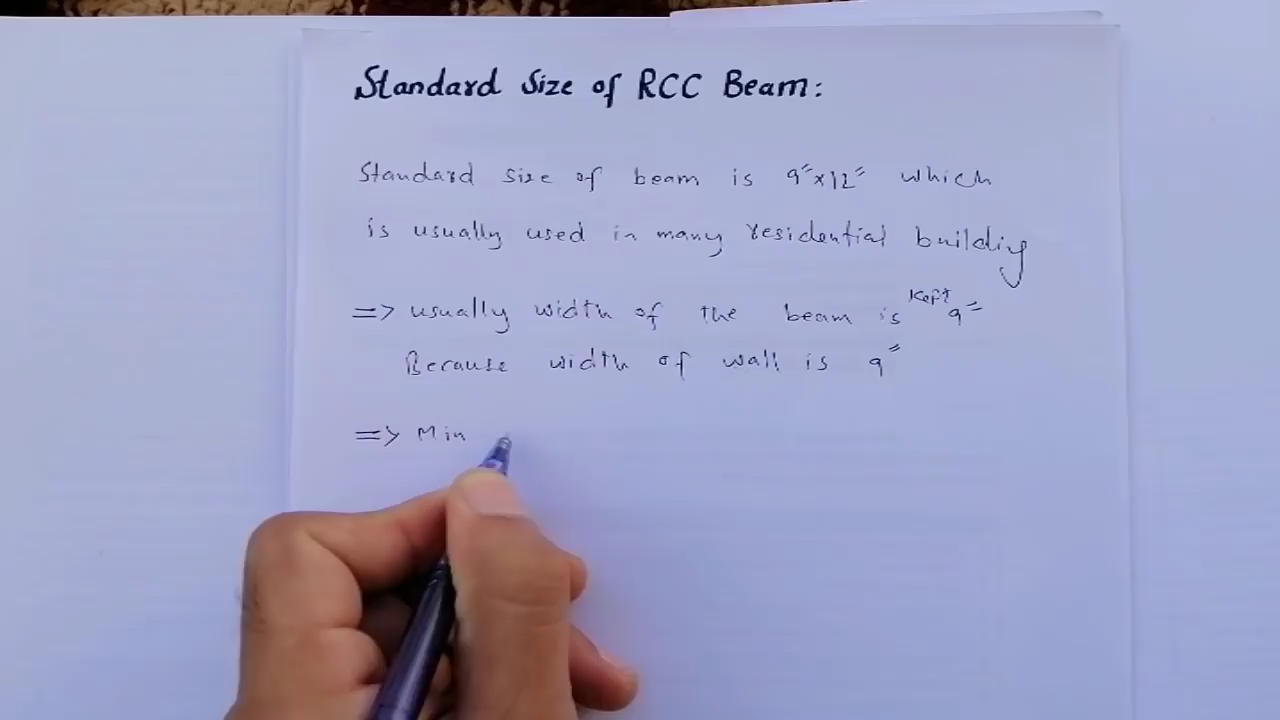 Standard Size of RCC Beam:
Standard size of beam is 9"x12" which
is usually used in many residential building
=> usually width of the beam is kept 9"
Because width of wall is 9"
=> Min